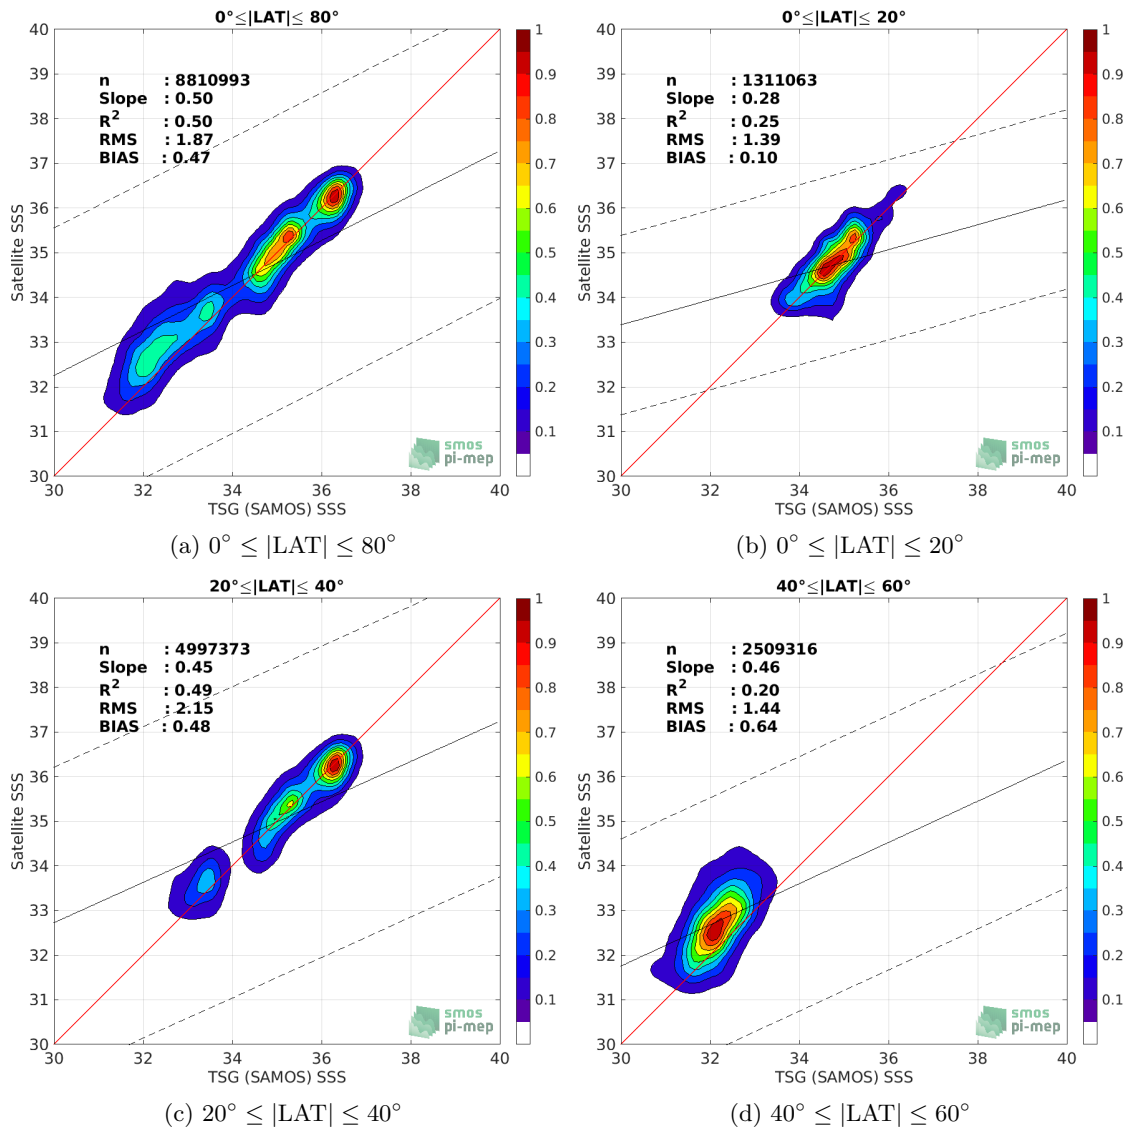 0°≤|LAT|≤ 80°
n : 8810993
Slope : 0.50
R² : 0.50
RMS : 1.87
BIAS : 0.47
Satellite SSS
40
39
38
37
36
35
34
33
32
31
30
30 32 34 36 38 40
TSG (SAMOS) SSS
1
0.9
0.8
0.7
0.6
0.5
0.4
0.3
0.2
0.1
smos
pi-mep
(a) 0° ≤ |LAT| ≤ 80°
0°≤|LAT|≤ 20°
n : 1311063
Slope : 0.28
R² : 0.25
RMS : 1.39
BIAS : 0.10
Satellite SSS
40
39
38
37
36
35
34
33
32
31
30
30 32 34 36 38 40
TSG (SAMOS) SSS
1
0.9
0.8
0.7
0.6
0.5
0.4
0.3
0.2
0.1
smos
pi-mep
(b) 0° ≤ |LAT| ≤ 20°
20°≤|LAT|≤ 40°
n : 4997373
Slope : 0.45
R² : 0.49
RMS : 2.15
BIAS : 0.48
Satellite SSS
40
39
38
37
36
35
34
33
32
31
30
30 32 34 36 38 40
TSG (SAMOS) SSS
1
0.9
0.8
0.7
0.6
0.5
0.4
0.3
0.2
0.1
smos
pi-mep
(c) 20° ≤ |LAT| ≤ 40°
40°≤|LAT|≤ 60°
n : 2509316
Slope : 0.46
R² : 0.20
RMS : 1.44
BIAS : 0.64
Satellite SSS
40
39
38
37
36
35
34
33
32
31
30
30 32 34 36 38 40
TSG (SAMOS) SSS
1
0.9
0.8
0.7
0.6
0.5
0.4
0.3
0.2
0.1
smos
pi-mep
(d) 40° ≤ |LAT| ≤ 60°